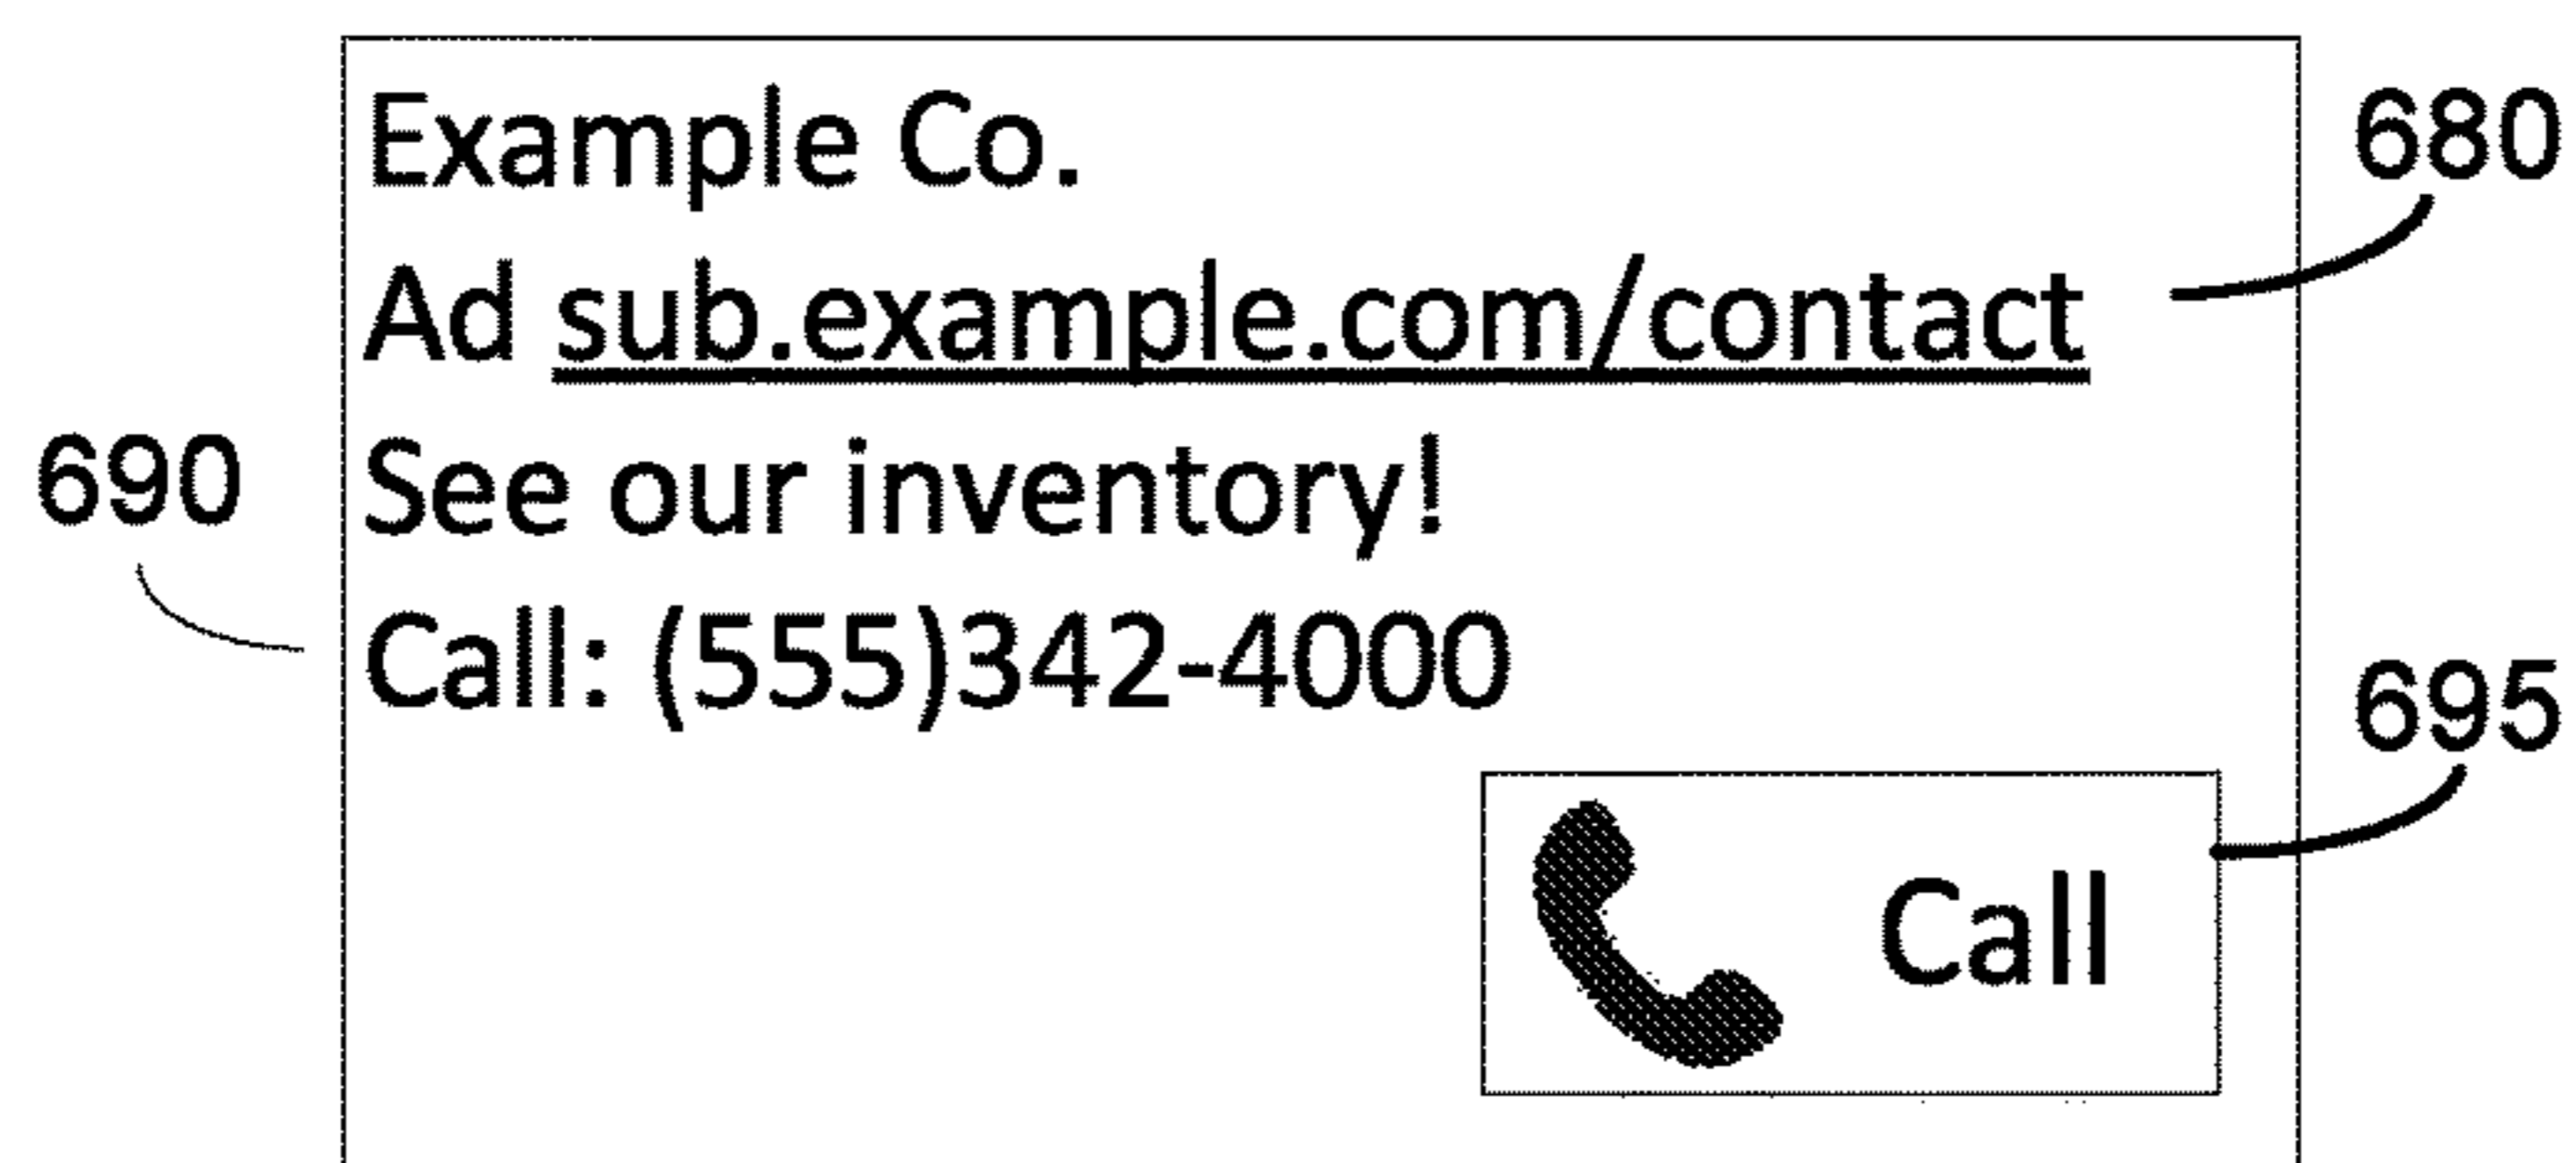 Example Co.
680
Ad sub.example.com/contact
690
See our inventory!
Call: (555)342-4000
695
Call